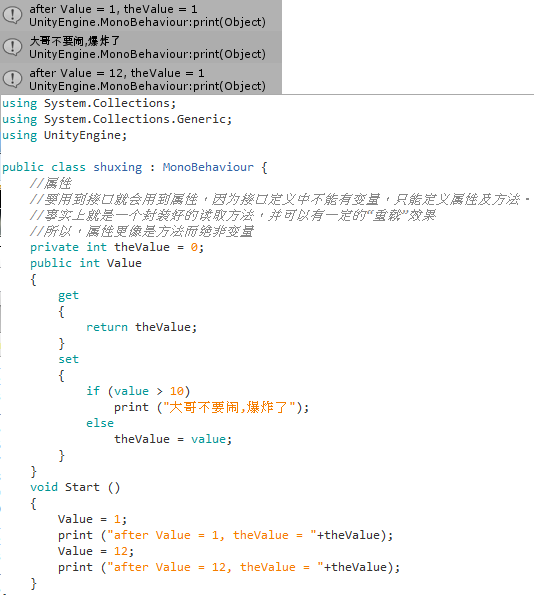 after Value = 1, theValue = 1
UnityEngine.MonoBehaviour:print(Object)
大哥不要闹,爆炸了
UnityEngine.MonoBehaviour:print(Object)
after Value = 12, theValue = 1
UnityEngine.MonoBehaviour:print(Object)
using System.Collections;
using System.Collections.Generic;
using UnityEngine;
public class shuxing : MonoBehaviour {
//属性
//要用到接口就会用到属性，因为接口定义中不能有变量，只能定义属性及方法。
//事实上就是一个封装好的读取方法，并可以有一定的“重载”效果
//所以，属性更像是方法而绝非变量
private int theValue = 0;
public int Value
{
get
{
return theValue;
}
set
{
if (value > 10)
print ("大哥不要闹,爆炸了");
else
theValue = value;
}
}
void Start ()
{
Value = 1;
print ("after Value = 1, theValue = "+theValue);
Value = 12;
print ("after Value = 12, theValue = "+theValue);
}